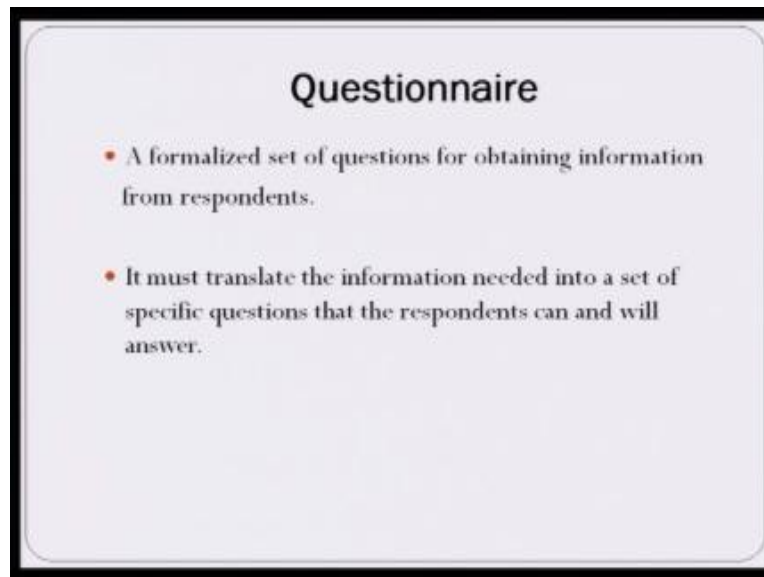 Questionnaire
• A formalized set of questions for obtaining information
from respondents.
• It must translate the information needed into a set of
specific questions that the respondents can and will
answer.